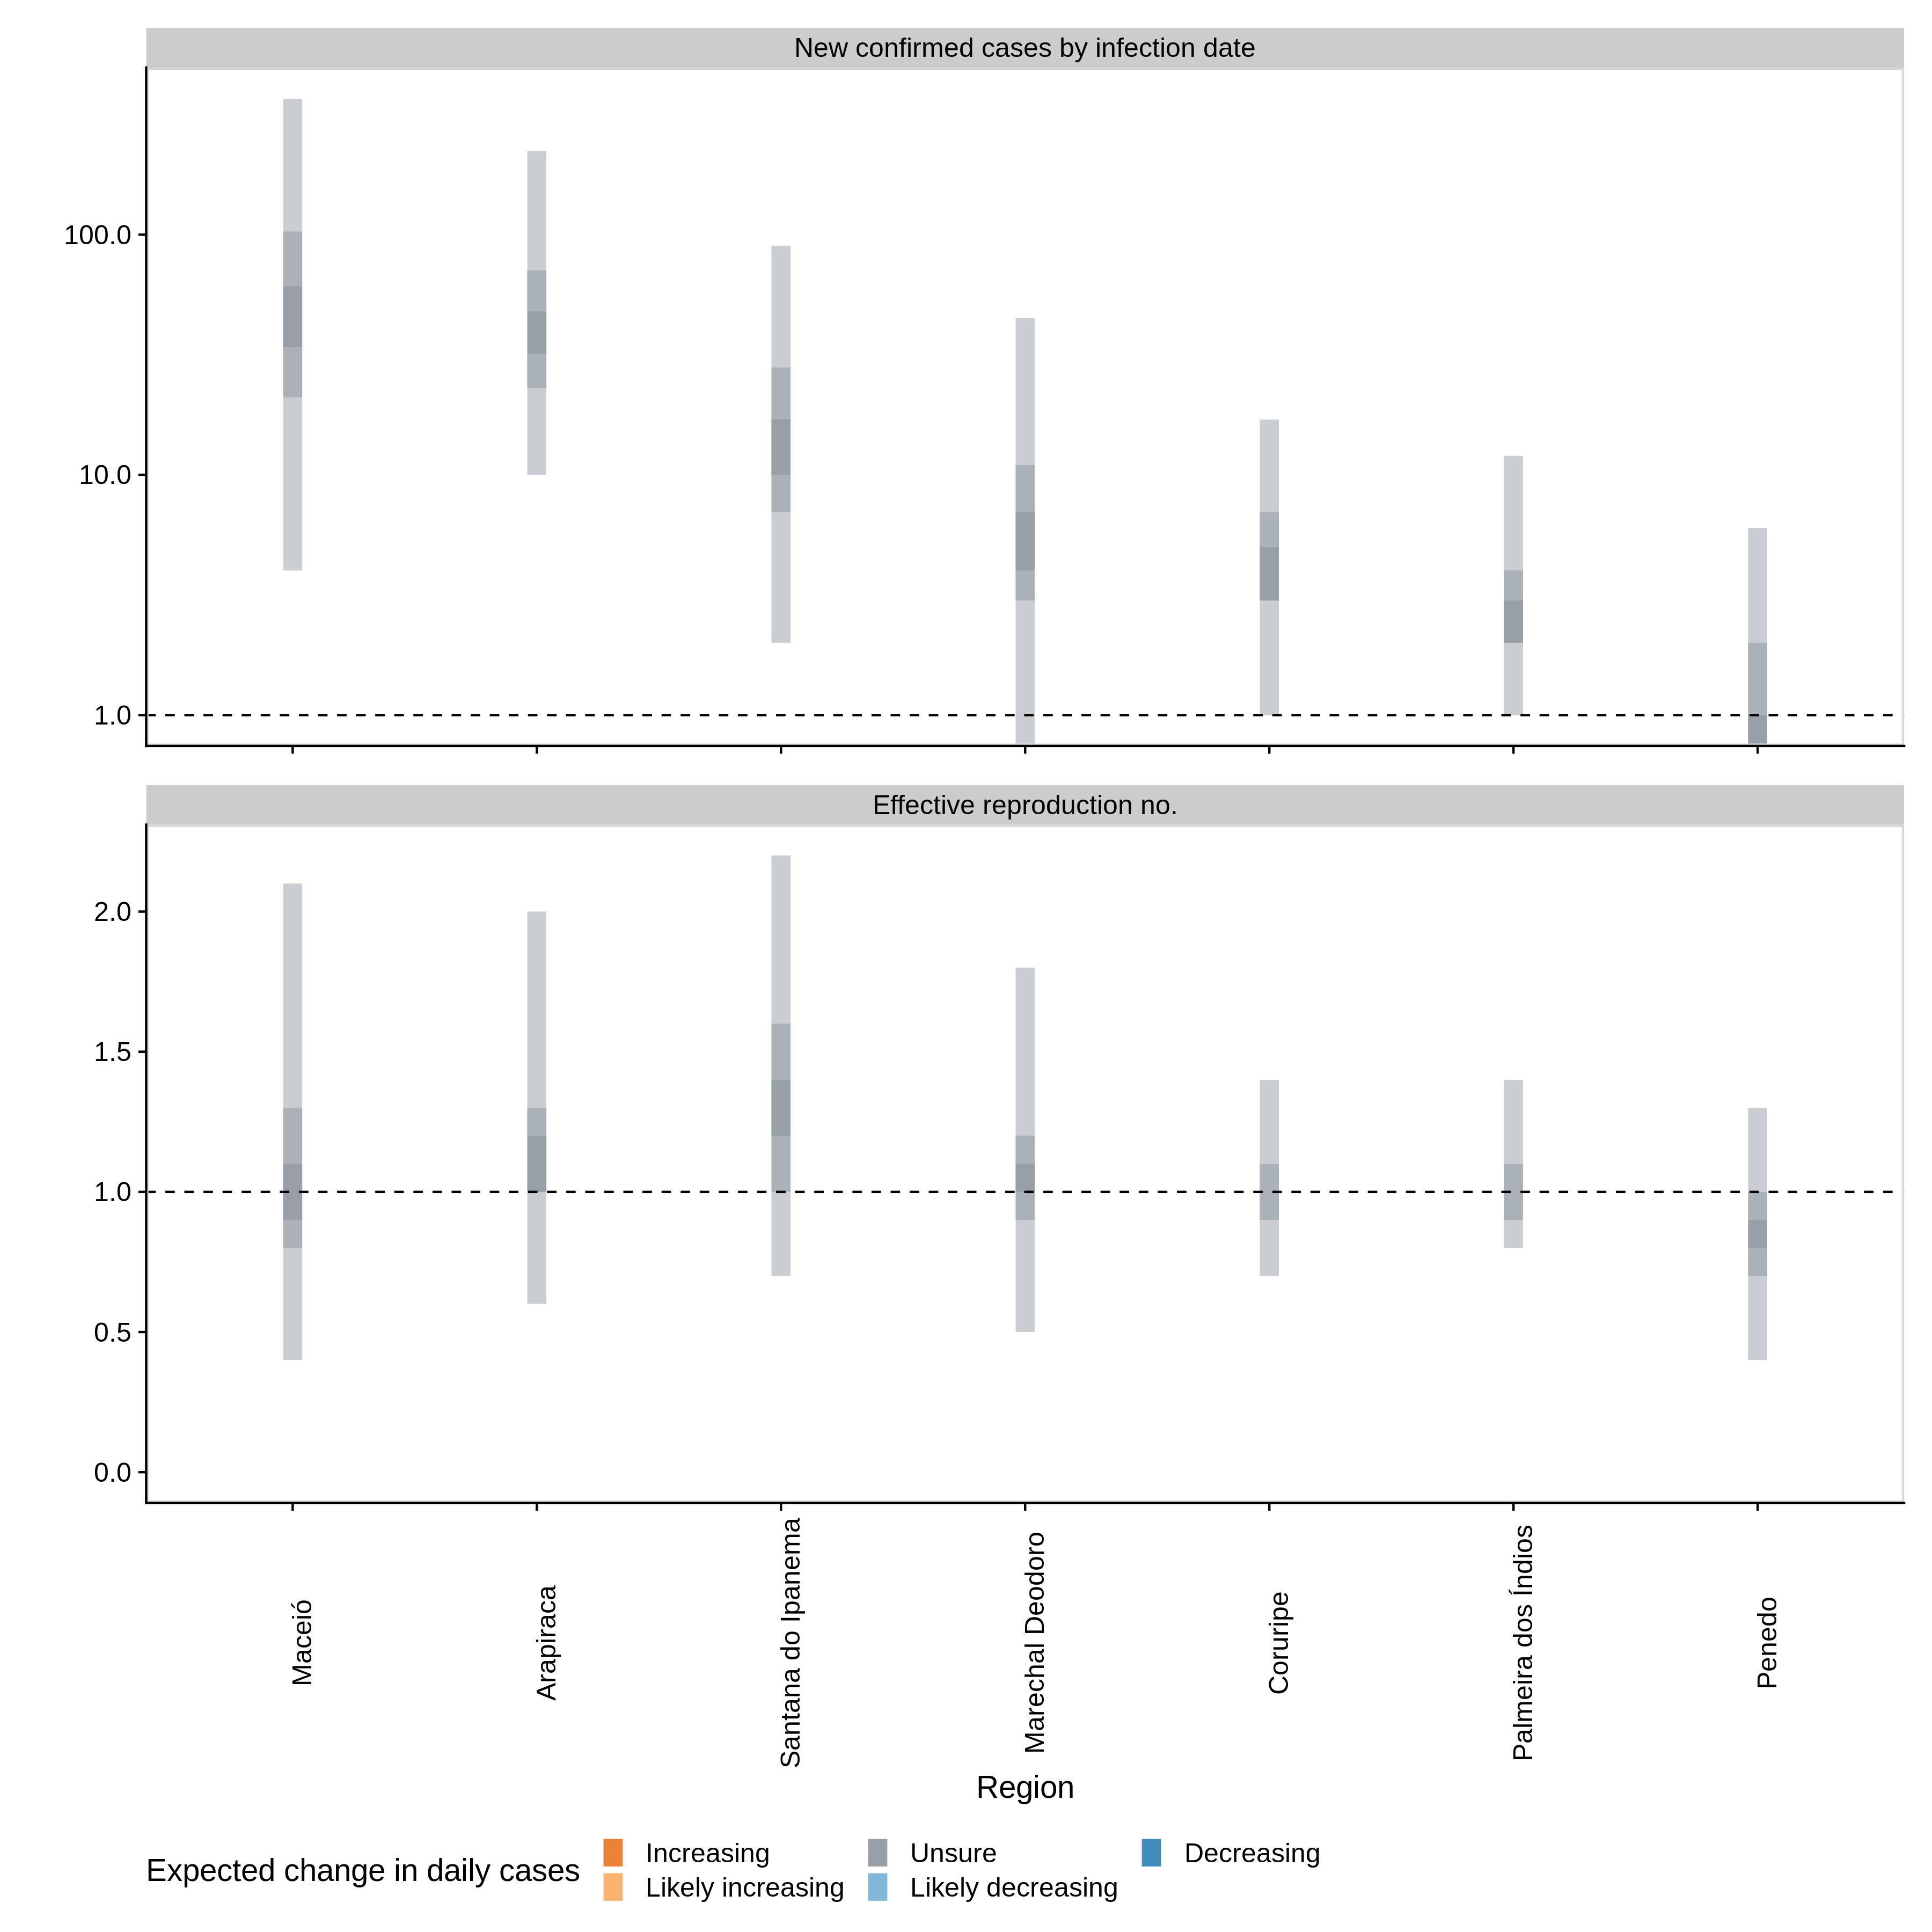 New confirmed cases by infection date
100.0
10.0
1.0
Effective reproduction no.
2.0
1.5
1.0
0.5
0.0
Maceió
Arapiraca
Santana do Ipanema
Marechal Deodoro
Coruripe
Palmeira dos Índios
Penedo
Region
Expected change in daily cases
Increasing
Likely increasing
Unsure
Likely decreasing
Decreasing